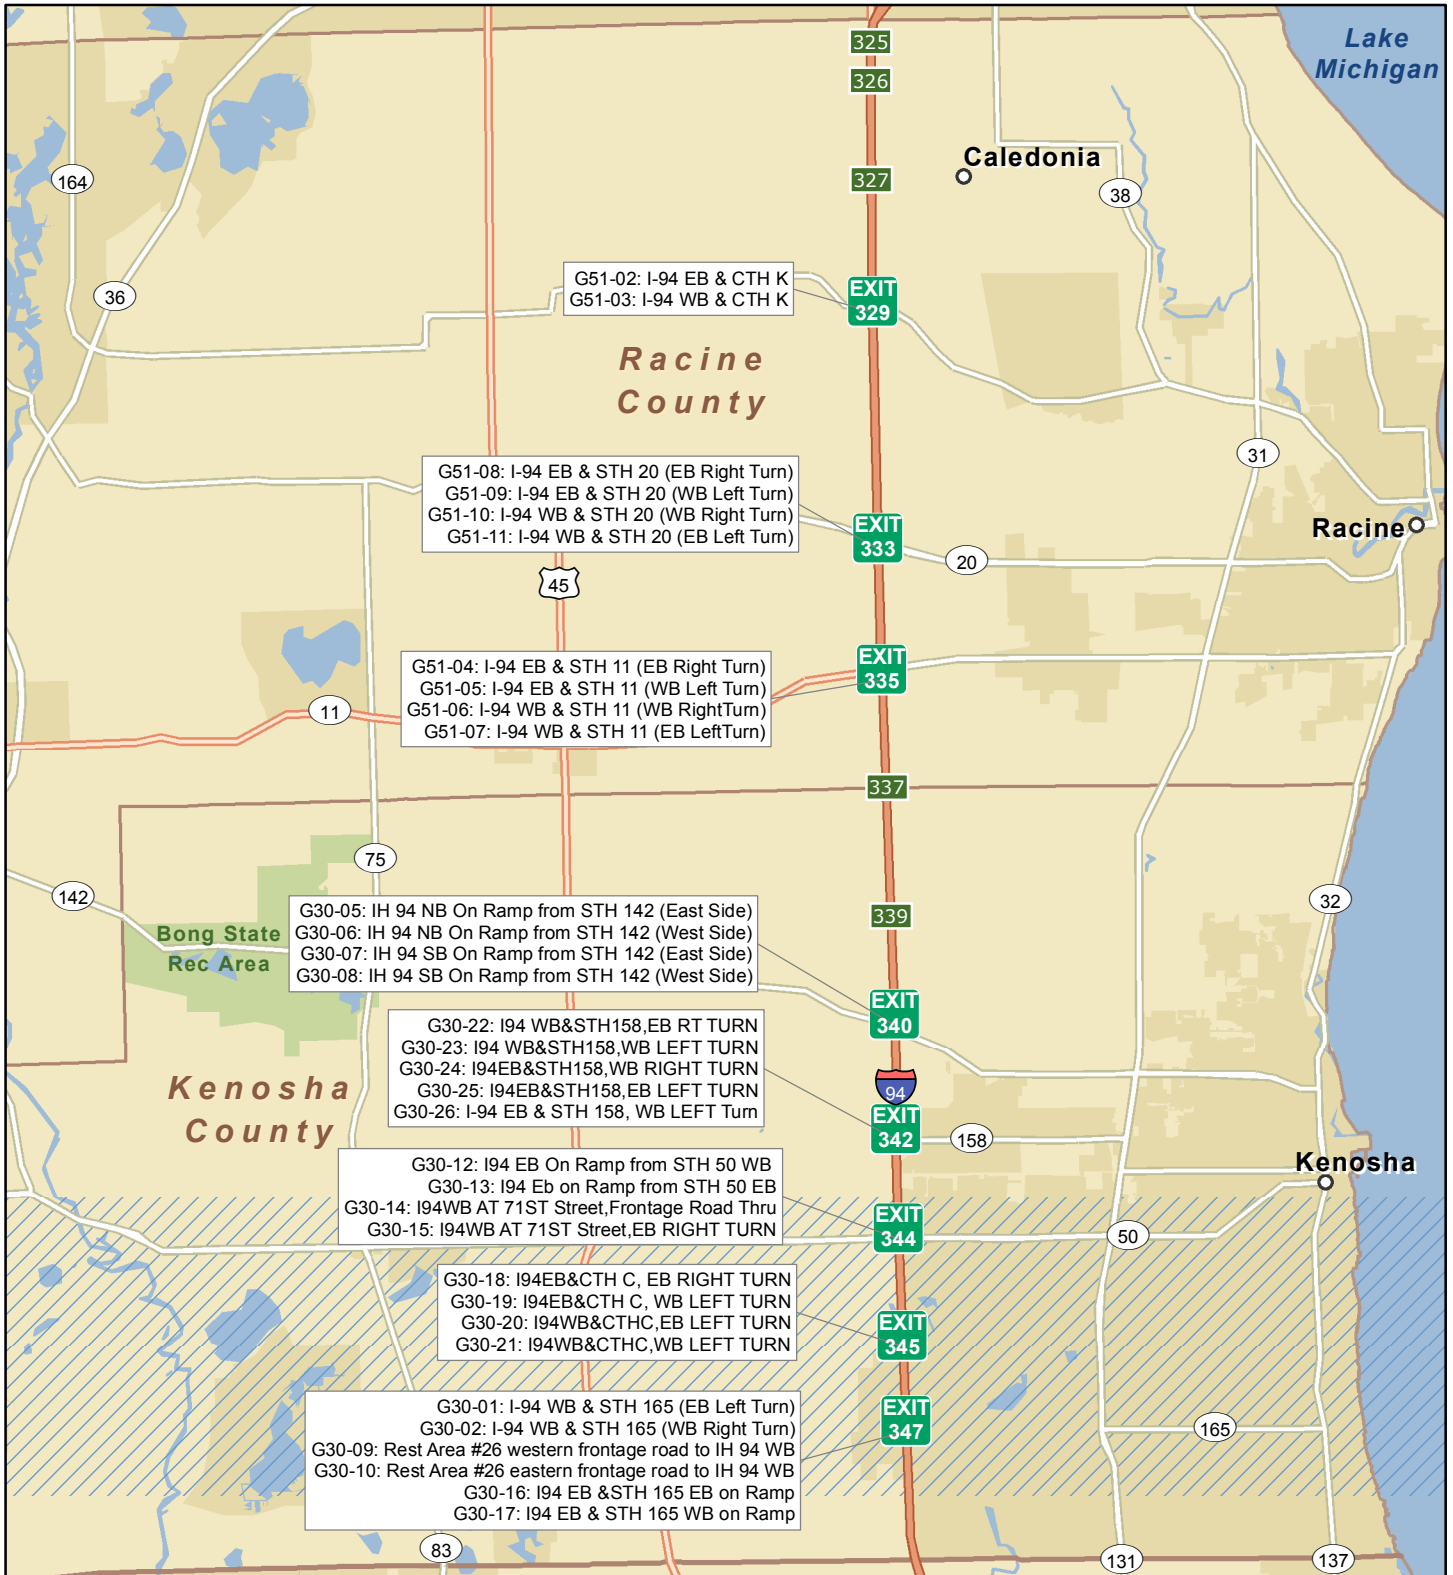 325
Lake
Michigan
326
Caledonia
164
327
38
G51-02: I-94 EB & CTH K
G51-03: I-94 WB & CTH K
EXIT
329
36
Racine
County
31
G51-08: I-94 EB & STH 20 (EB Right Turn)
G51-09: I-94 EB & STH 20 (WB Left Turn)
G51-10: I-94 WB & STH 20 (WB Right Turn)
G51-11: I-94 WB & STH 20 (EB Left Turn)
EXIT
333
Racine
20
45
G51-04: I-94 EB & STH 11 (EB Right Turn)
G51-05: I-94 EB & STH 11 (WB Left Turn)
G51-06: I-94 WB & STH 11 (WB RightTurn)
G51-07: I-94 WB & STH 11 (EB LeftTurn)
EXIT
335
11
337
75
142
32
339
Bong State
Rec Area
G30-05: IH 94 NB On Ramp from STH 142 (East Side)
G30-06: IH 94 NB On Ramp from STH 142 (West Side)
G30-07: IH 94 SB On Ramp from STH 142 (East Side)
G30-08: IH 94 SB On Ramp from STH 142 (West Side)
EXIT
340
G30-22: I94 WB&STH158,EB RT TURN
G30-23: I94 WB&STH158,WB LEFT TURN
G30-24: I94EB&STH158,WB RIGHT TURN
G30-25: I94EB&STH158,EB LEFT TURN
G30-26: I-94 EB & STH 158, WB LEFT Turn
94
Kenosha
County
EXIT
342
158
Kenosha
G30-12: I94 EB On Ramp from STH 50 WB
G30-13: I94 Eb on Ramp from STH 50 EB
G30-14: I94WB AT 71ST Street,Frontage Road Thru
G30-15: I94WB AT 71ST Street,EB RIGHT TURN
EXIT
344
50
G30-18: I94EB&CTH C, EB RIGHT TURN
G30-19: I94EB&CTH C, WB LEFT TURN
G30-20: I94WB&CTHC,EB LEFT TURN
G30-21: I94WB&CTHC,WB LEFT TURN
EXIT
345
G30-01: I-94 WB & STH 165 (EB Left Turn)
G30-02: I-94 WB & STH 165 (WB Right Turn)
G30-09: Rest Area #26 western frontage road to IH 94 WB
G30-10: Rest Area #26 eastern frontage road to IH 94 WB
G30-16: I94 EB &STH 165 EB on Ramp
G30-17: I94 EB & STH 165 WB on Ramp
EXIT
347
165
83
131
137